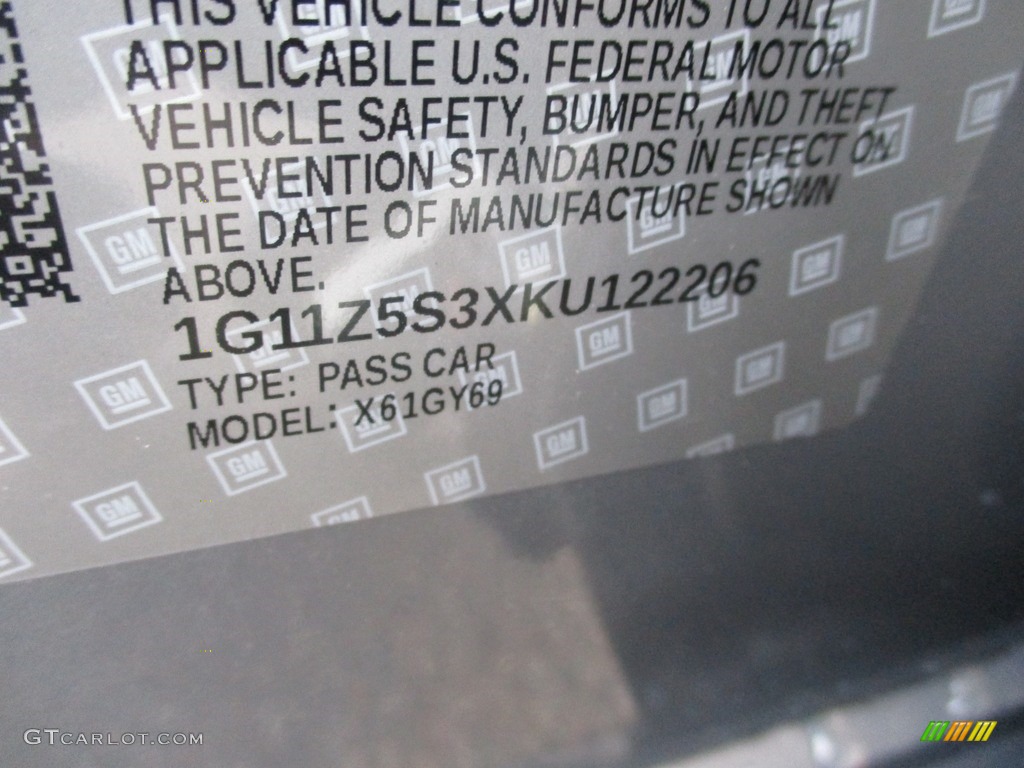 THIS VEHICLE CONFORMS TO ALL
APPLICABLE U.S. FEDERAL MOTOR
VEHICLE SAFETY, BUMPER, AND THEFT
PREVENTION STANDARDS IN EFFECT ON
THE DATE OF MANUFACTURE SHOWN
ABOVE.
1G11Z5S3XKU122206
TYPE: PASS CAR
MODEL: X61GY69
GTCARLOT.COM